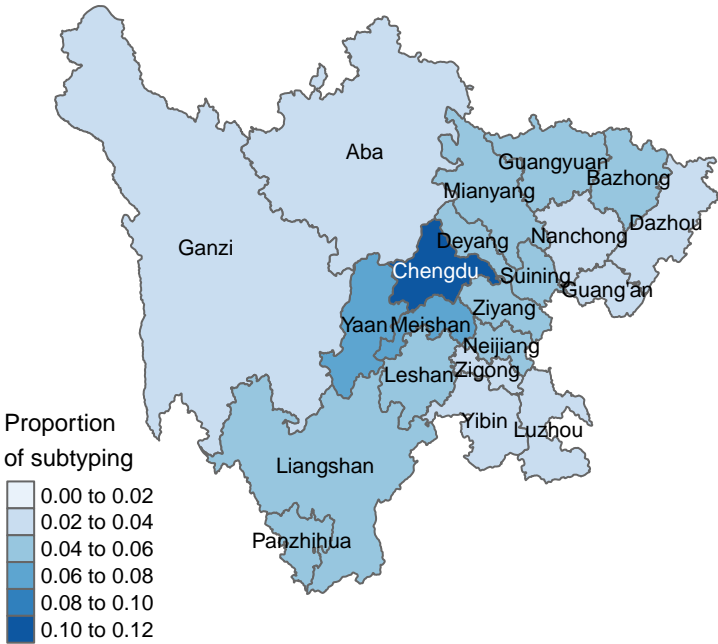 Aba
Guangyuan
Bazhong
Mianyang
Dazhou
Ganzi
Deyang
Nanchong
Chengdu
Suining
Guang'an
Ziyang
Yaan
Meishan
Neijiang
Leshan
Zigong
Yibin
Luzhou
Liangshan
Panzhihua
Proportion
of subtyping
0.00 to 0.02
0.02 to 0.04
0.04 to 0.06
0.06 to 0.08
0.08 to 0.10
0.10 to 0.12